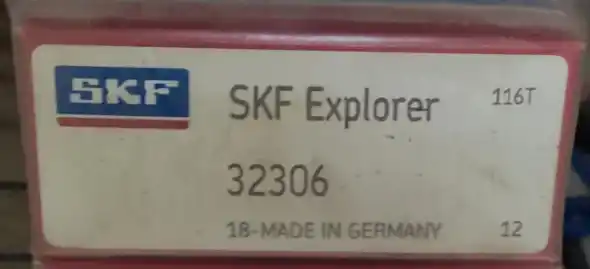 SKF
SKF Explorer 116T
32306
18-MADE IN GERMANY 12